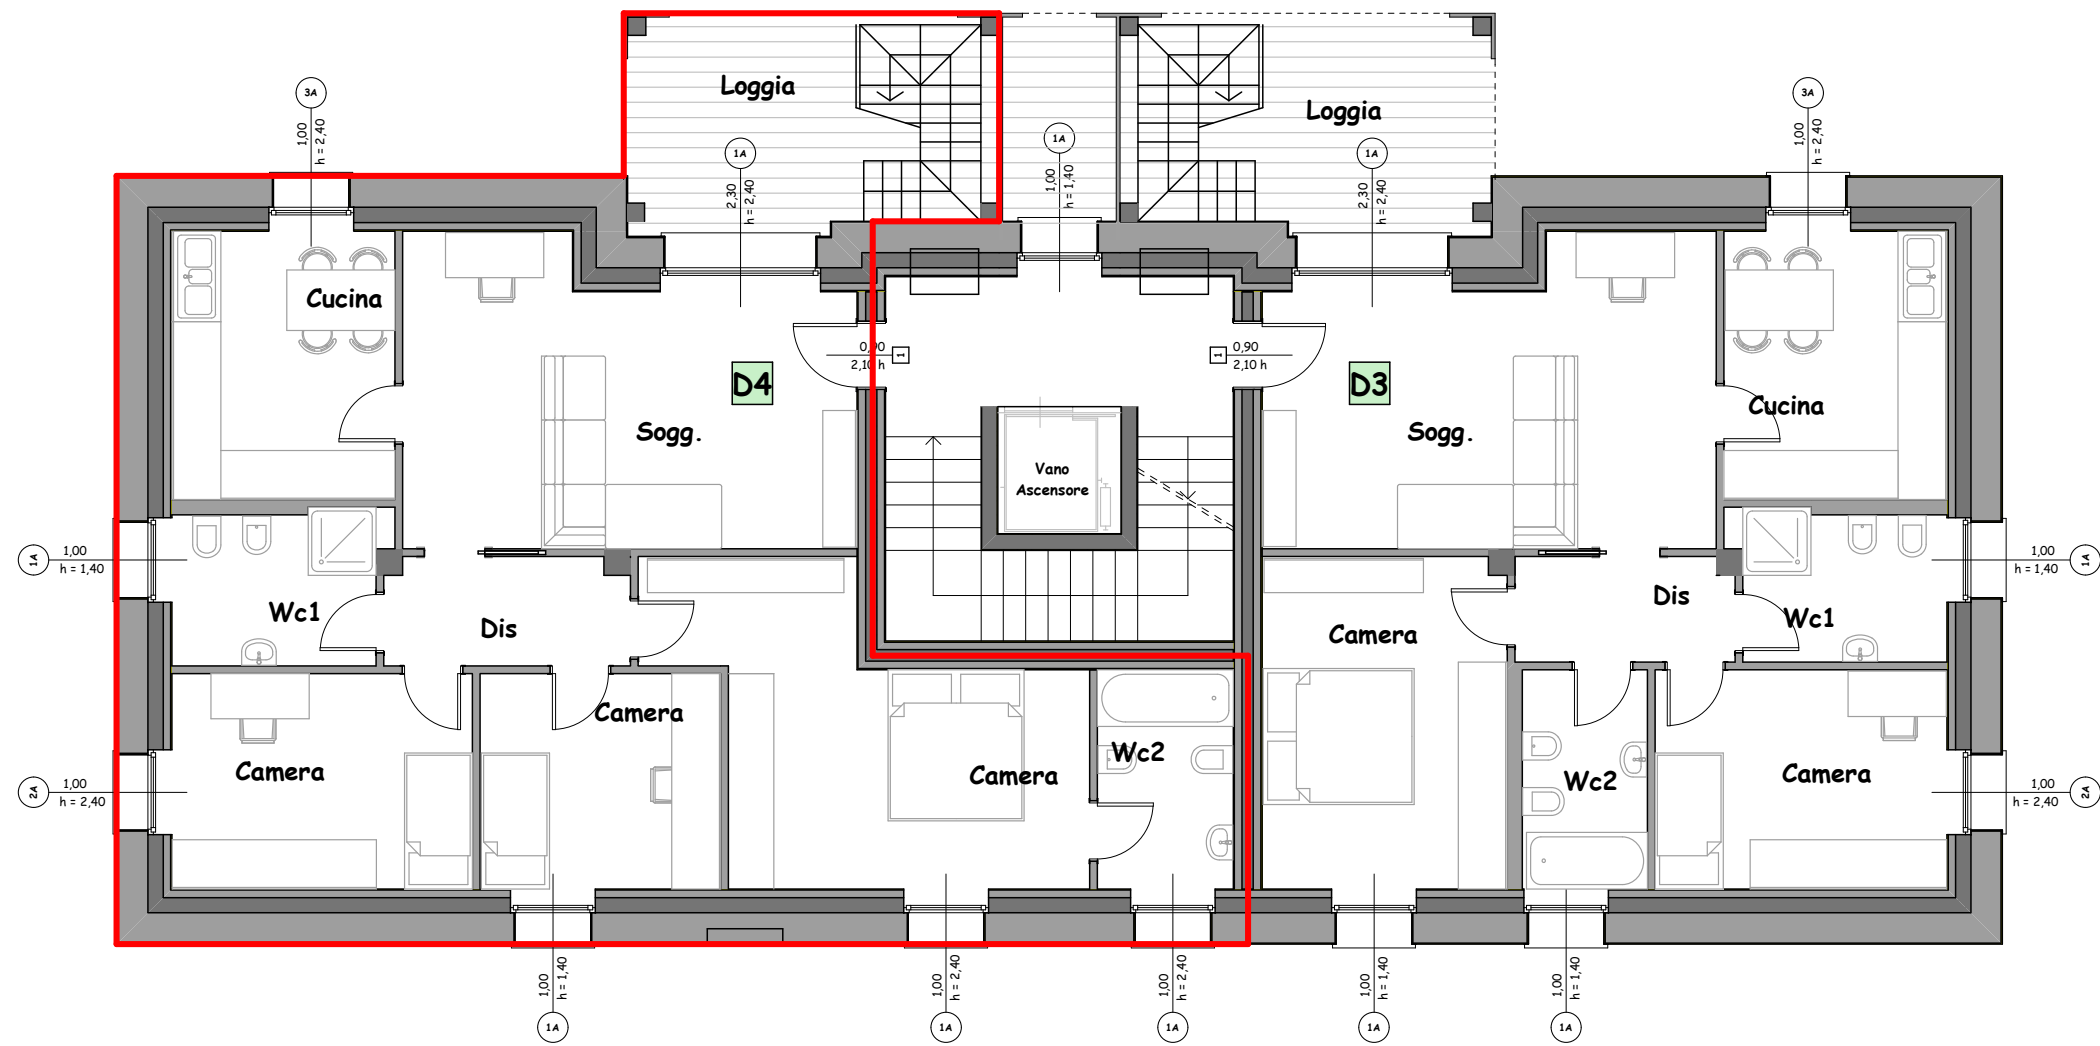 Loggia
Loggia
3A
1,00
h = 2,40
1A
2,30
h = 2,40
1A
1,00
h = 1,40
1A
2,30
h = 2,40
3A
1,00
h = 2,40
Cucina
0,90
2,10 h
1
1
0,90
2,10 h
D4
D3
Cucina
Sogg.
Sogg.
Vano
Ascensore
1A
1,00
h = 1,40
1,00
h = 1,40
1A
Wc1
Dis
Camera
Dis
Wc1
Camera
Camera
Camera
Wc2
Wc2
Camera
2A
1,00
h = 2,40
1,00
h = 2,40
2A
1,00
h = 1,40
1A
1,00
h = 2,40
1A
1,00
h = 2,40
1A
1,00
h = 1,40
1A
1,00
h = 1,40
1A